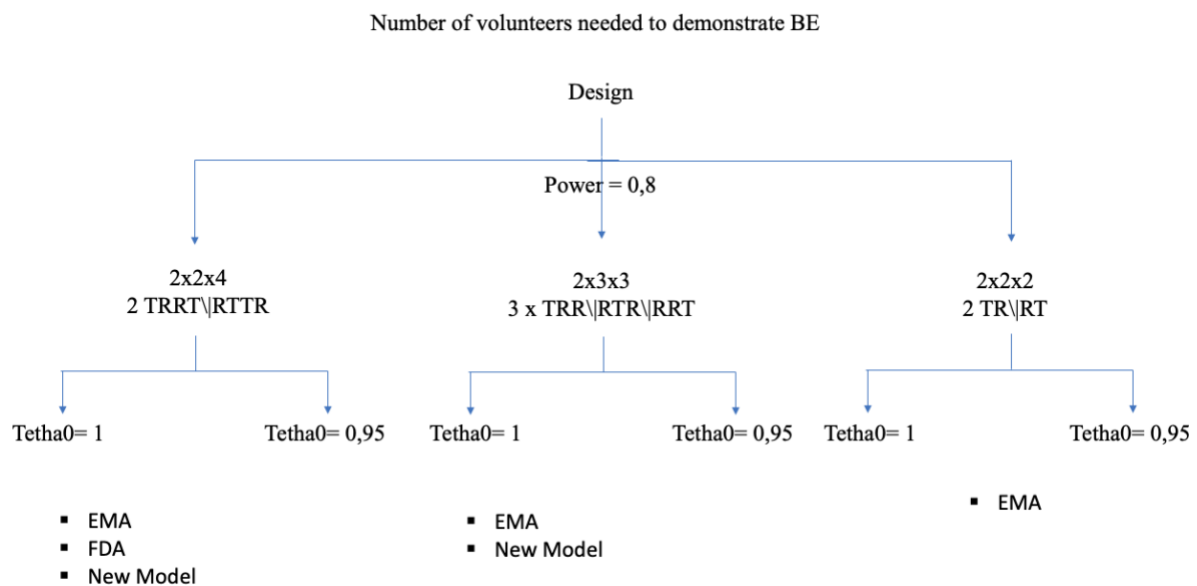 Number of volunteers needed to demonstrate BE
Design
Power = 0,8
2x2x4
2 TRRT\|RTTR
2x3x3
3 x TRR\|RTR\|RRT
2x2x2
2 TR\|RT
Tetha0= 1
Tetha0= 0,95
Tetha0= 1
Tetha0= 0,95
Tetha0= 1
Tetha0= 0,95
▪ EMA
▪ FDA
▪ New Model
▪ EMA
▪ New Model
▪ EMA